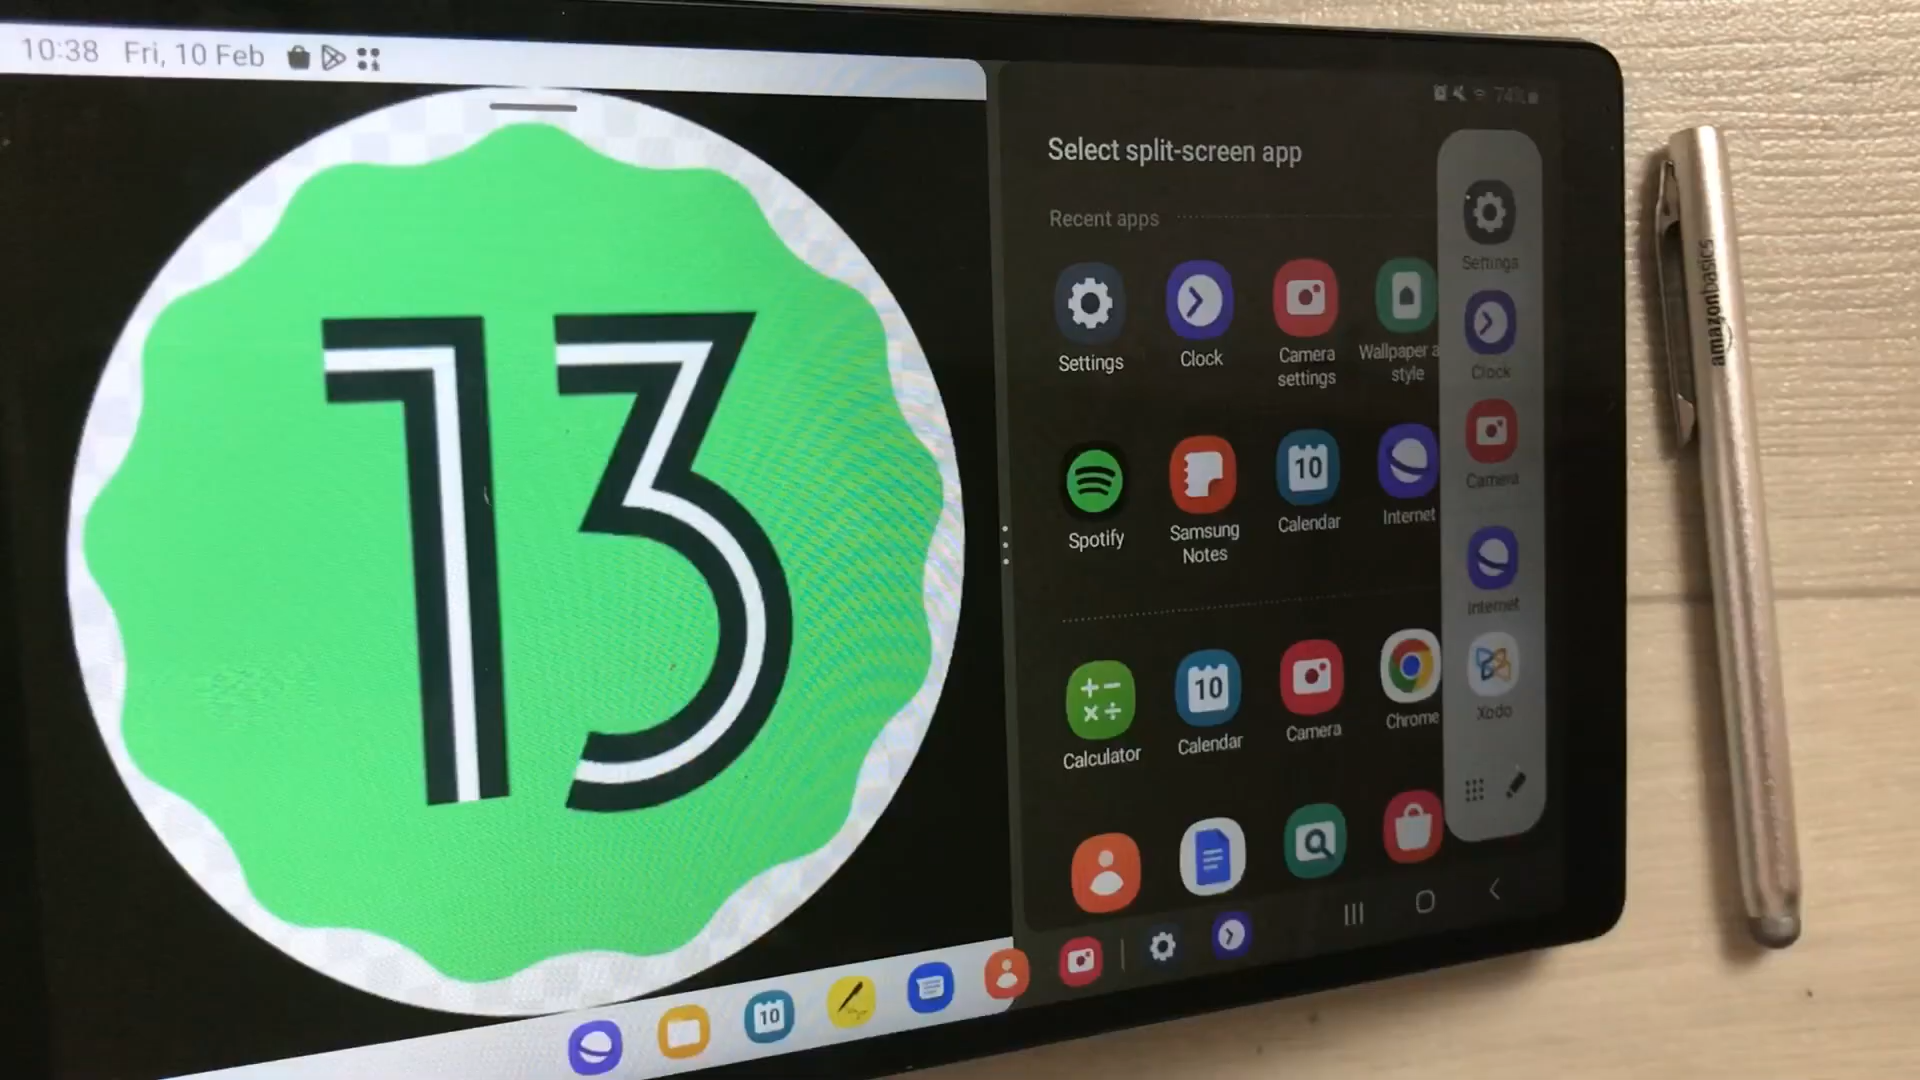 10:38 Fri, 10 Feb
74%
13
Select split-screen app
Recent apps
Settings
Clock
Camera
settings
Wallpaper a
style
Spotify
Samsung
Notes
10
Calendar
Internet
Calculator
10
Calendar
Camera
Chrome
Settings
Clock
Camera
Internet
Xodo
10
amazonbasics